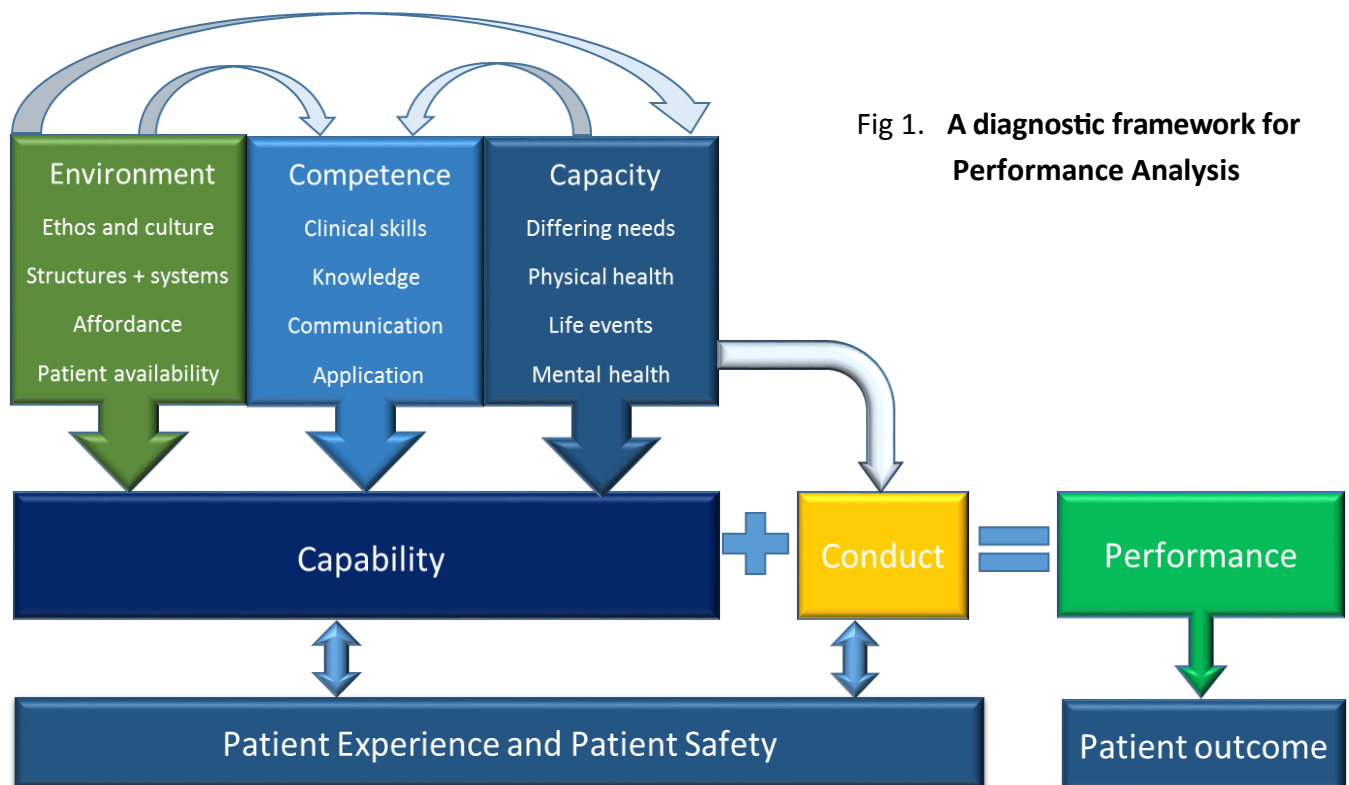 Fig 1. A diagnostic framework for
Performance Analysis
Environment
Ethos and culture
Structures + systems
Affordance
Patient availability
Competence
Clinical skills
Knowledge
Communication
Application
Capacity
Differing needs
Physical health
Life events
Mental health
Capability
Conduct
Performance
Patient Experience and Patient Safety
Patient outcome